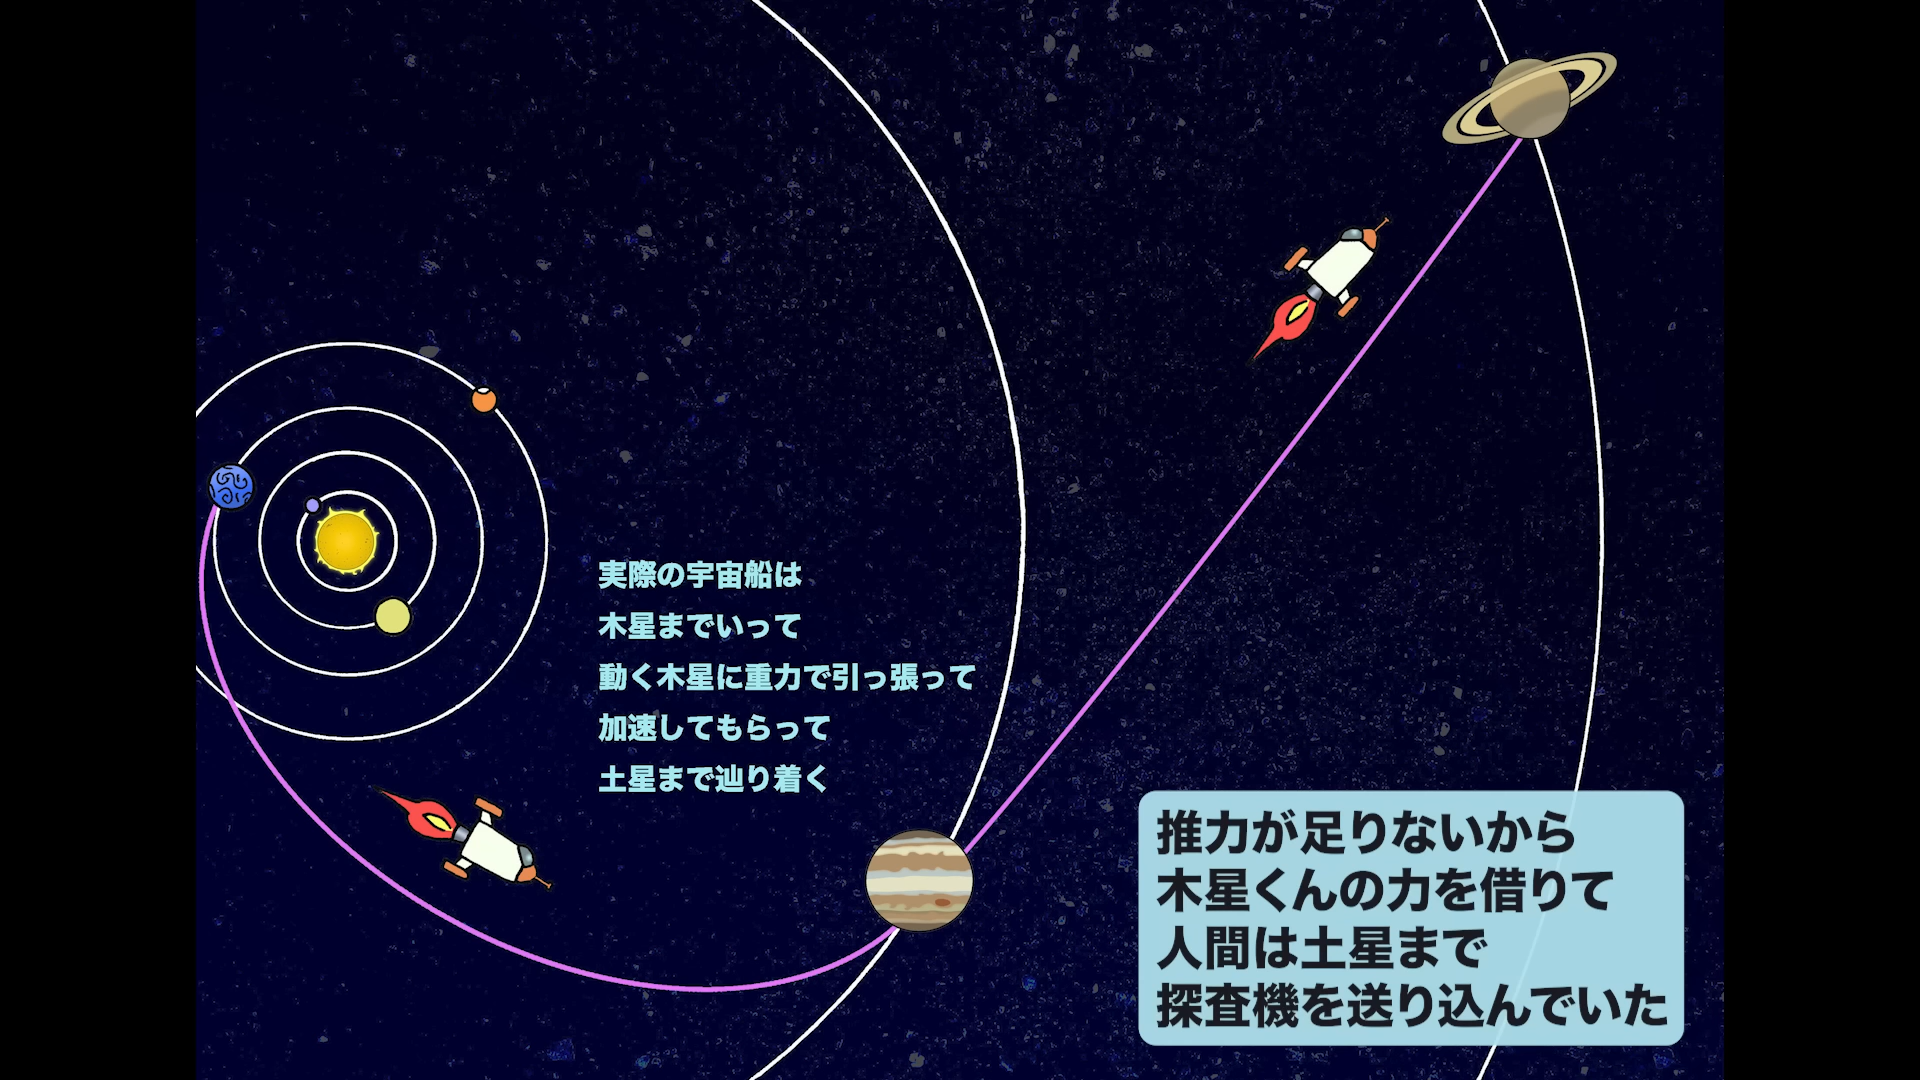 実際の宇宙船は
木星までいって
動く木星に重力で引っ張って
加速してもらって
土星まで辿り着く
推力が足りないから
木星くんの力を借りて
人間は土星まで
探査機を送り込んでいた